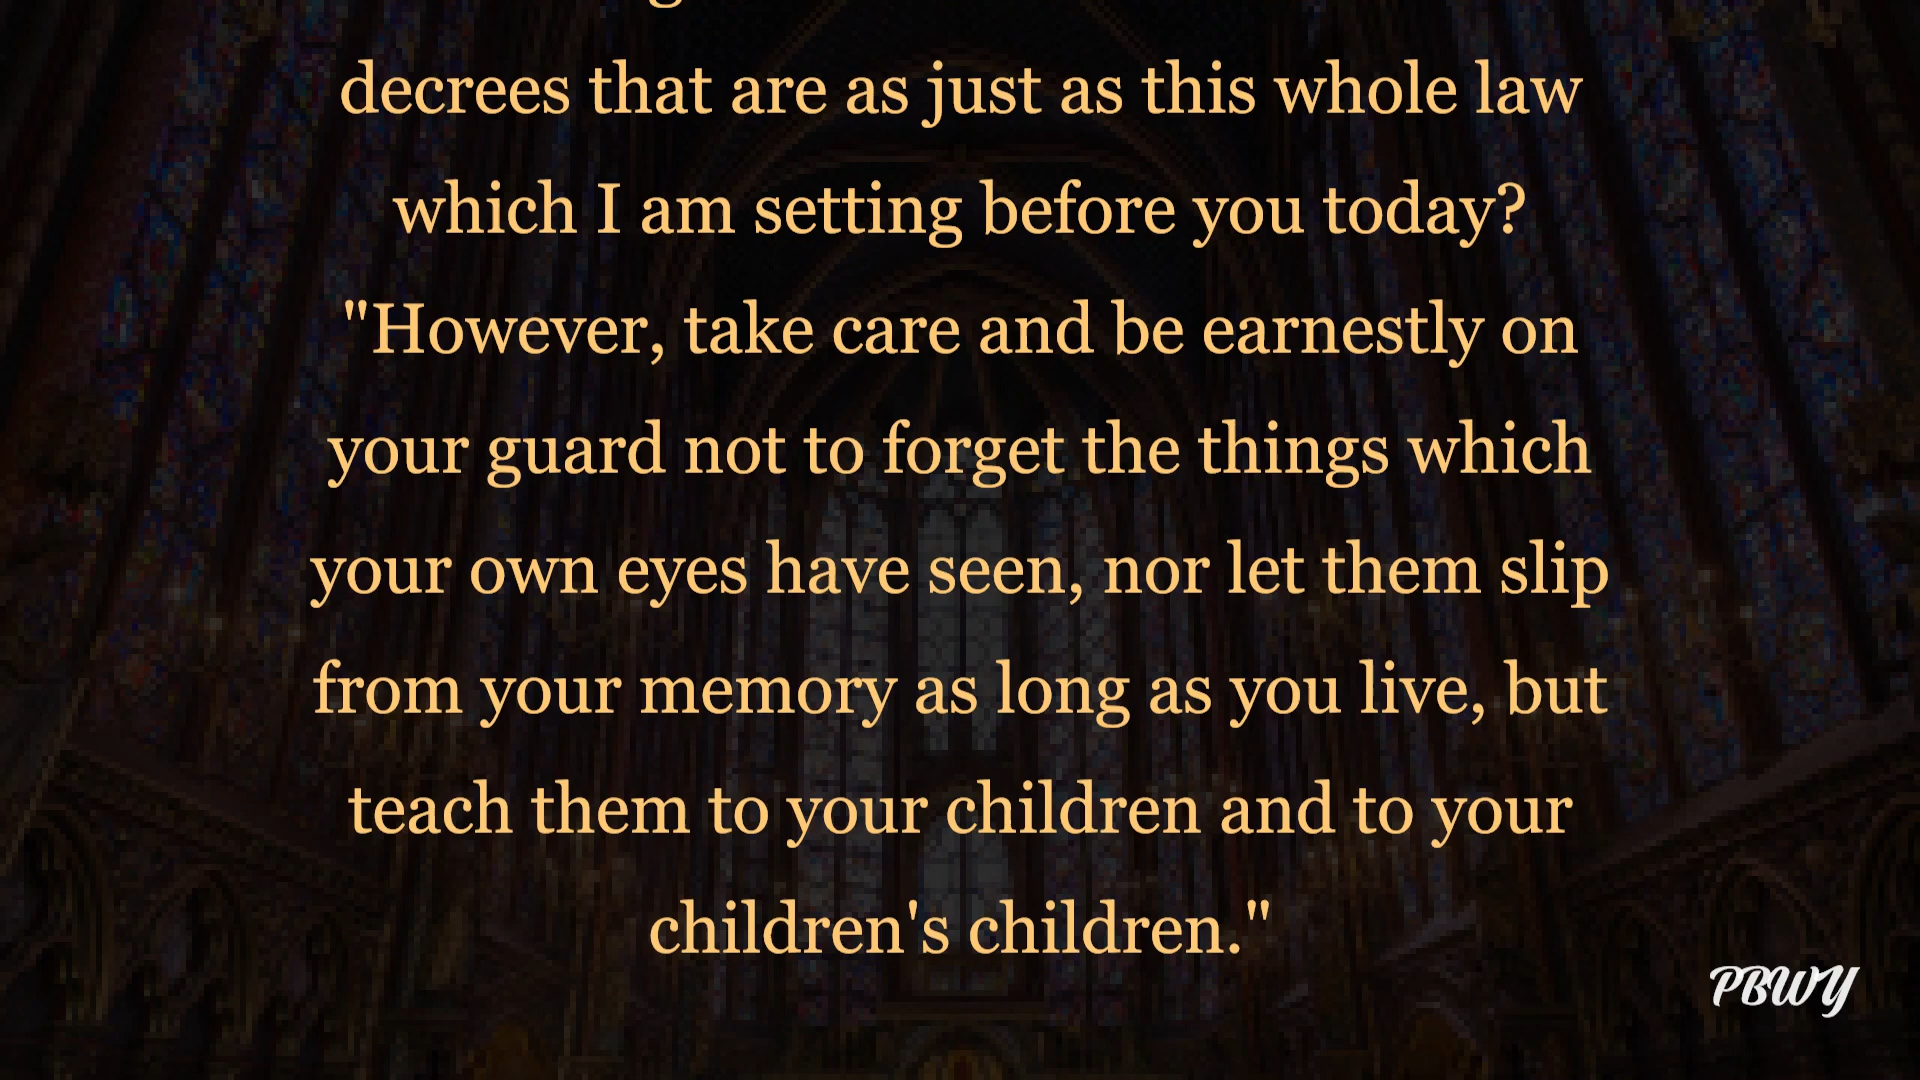 decrees that are as just as this whole law
which I am setting before you today?
"However, take care and be earnestly on
your guard not to forget the things which
your own eyes have seen, nor let them slip
from your memory as long as you live, but
teach them to your children and to your
children's children."
PBWY